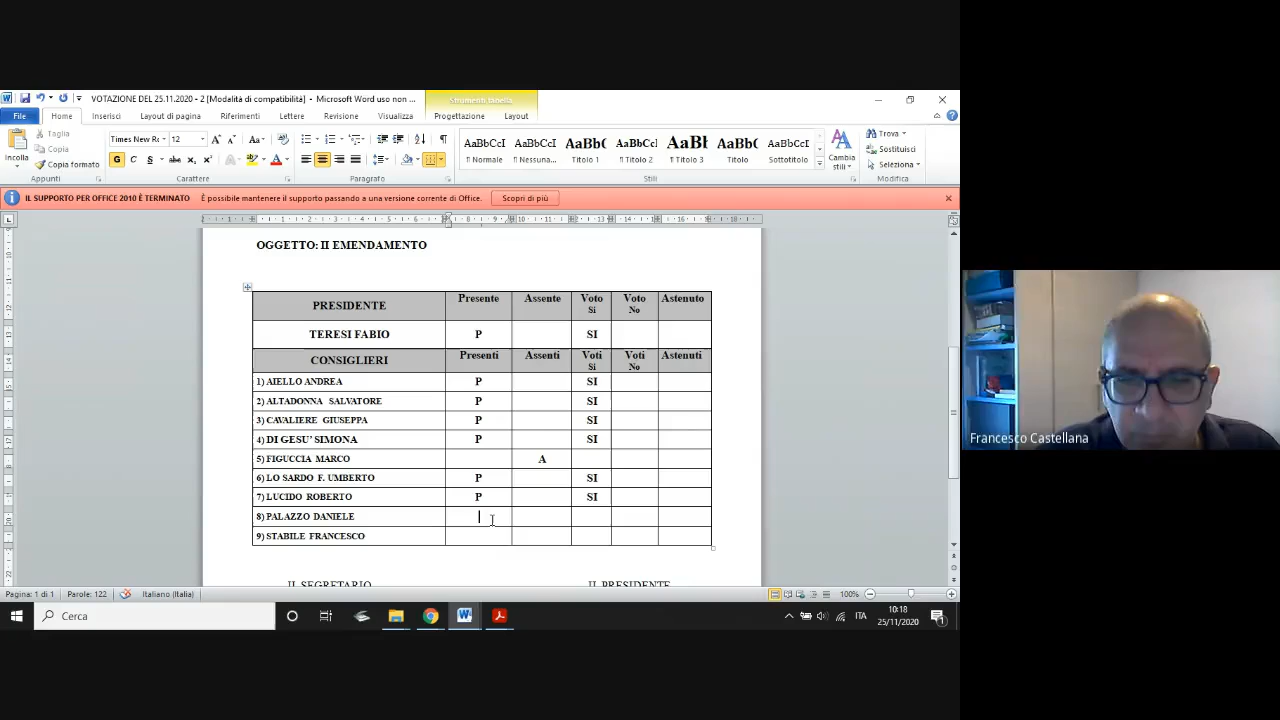 VOTAZIONE DEL 25.11.2020 - 2 [Modalità di compatibilità] - Microsoft Word uso non ...
Strumenti tabella
File Home Inserisci Layout di pagina Riferimenti Lettere Revisione Visualizza Progettazione Layout
Incolla
Taglia
Copia
Copia formato
Appunti
Times New Ro 12
Carattere
Paragrafo
AaBbCcI AaBbCcI AaBb( AaBbCcl AaBbC AaBb( AaBbCcI
¶ Normale ¶ Nessuna... Titolo 1 ¶ Titolo 2 ¶ Titolo 3 Titolo Sottotitolo
Stili
Cambia
stili
Trova
Sostituisci
Seleziona
Modifica
IL SUPPORTO PER OFFICE 2010 È TERMINATO È possibile mantenere il supporto passando a una versione corrente di Office. Scopri di più
OGGETTO: II EMENDAMENTO
PRESIDENTE Presente Assente Voto Si Voto No Astenuto
TERESI FABIO P SI
CONSIGLIERI Presenti Assenti Voti Si Voti No Astenuti
1) AIELLO ANDREA P SI
2) ALTADONNA SALVATORE P SI
3) CAVALIERE GIUSEPPA P SI
4) DI GESU' SIMONA P SI
5) FIGUCCIA MARCO A
6) LO SARDO F. UMBERTO P SI
7) LUCIDO ROBERTO P SI
8) PALAZZO DANIELE
9) STABILE FRANCESCO
IL SEGRETARIO IL PRESIDENTE
Pagina: 1 di 1 Parole: 122 Italiano (Italia) 100%
Cerca
ITA
10:18
25/11/2020
Francesco Castellana